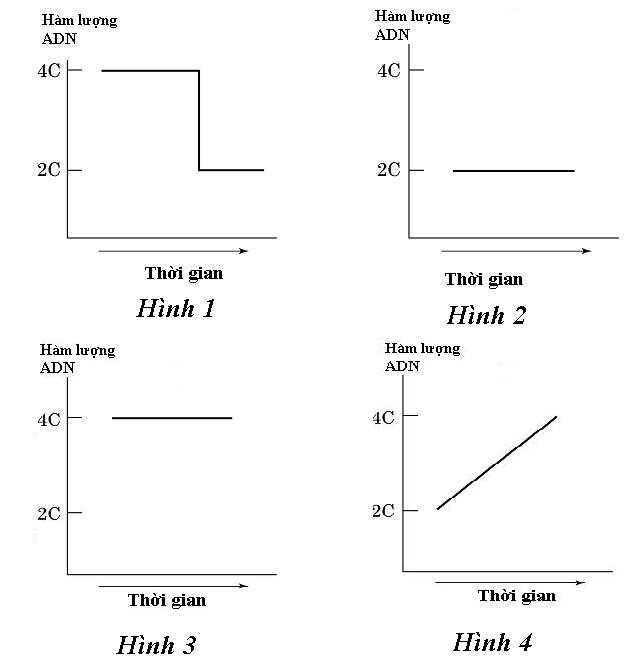 Hàm lượng
ADN
4C
2C
Thời gian
Hình 1
Hàm lượng
ADN
4C
2C
Thời gian
Hình 2
Hàm lượng
ADN
4C
2C
Thời gian
Hình 3
Hàm lượng
ADN
4C
2C
Thời gian
Hình 4